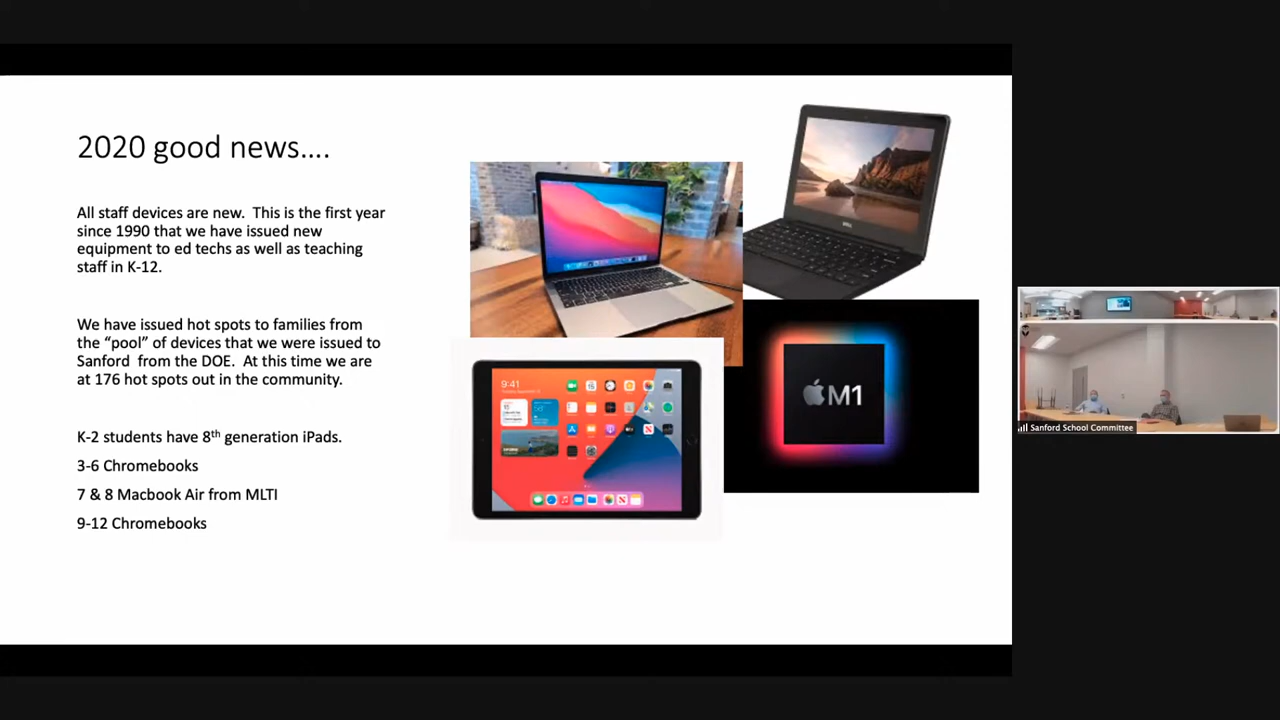 2020 good news....
All staff devices are new. This is the first year
since 1990 that we have issued new
equipment to ed techs as well as teaching
staff in K-12.
We have issued hot spots to families from
the “pool” of devices that we were issued to
Sanford from the DOE. At this time we are
at 176 hot spots out in the community.
K-2 students have 8th generation iPads.
3-6 Chromebooks
7 & 8 Macbook Air from MLTI
9-12 Chromebooks
DELL
M1
9:41
Sanford School Committee